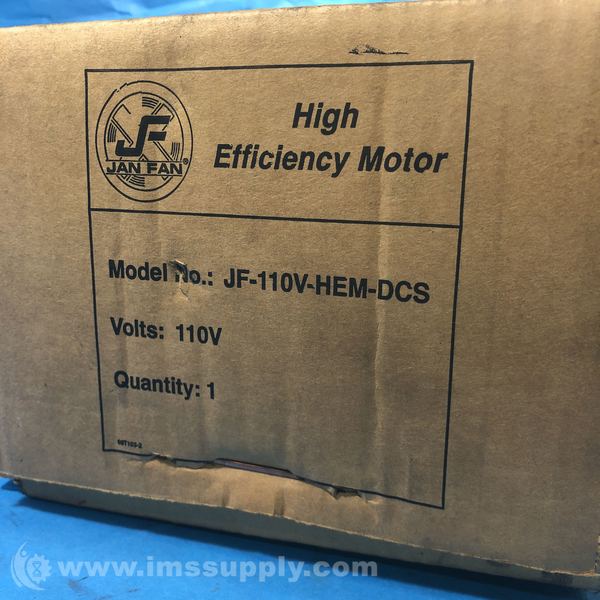 JF
JAN FAN®
High
Efficiency Motor
Model No.: JF-110V-HEM-DCS
Volts: 110V
Quantity: 1
www.imssupply.com